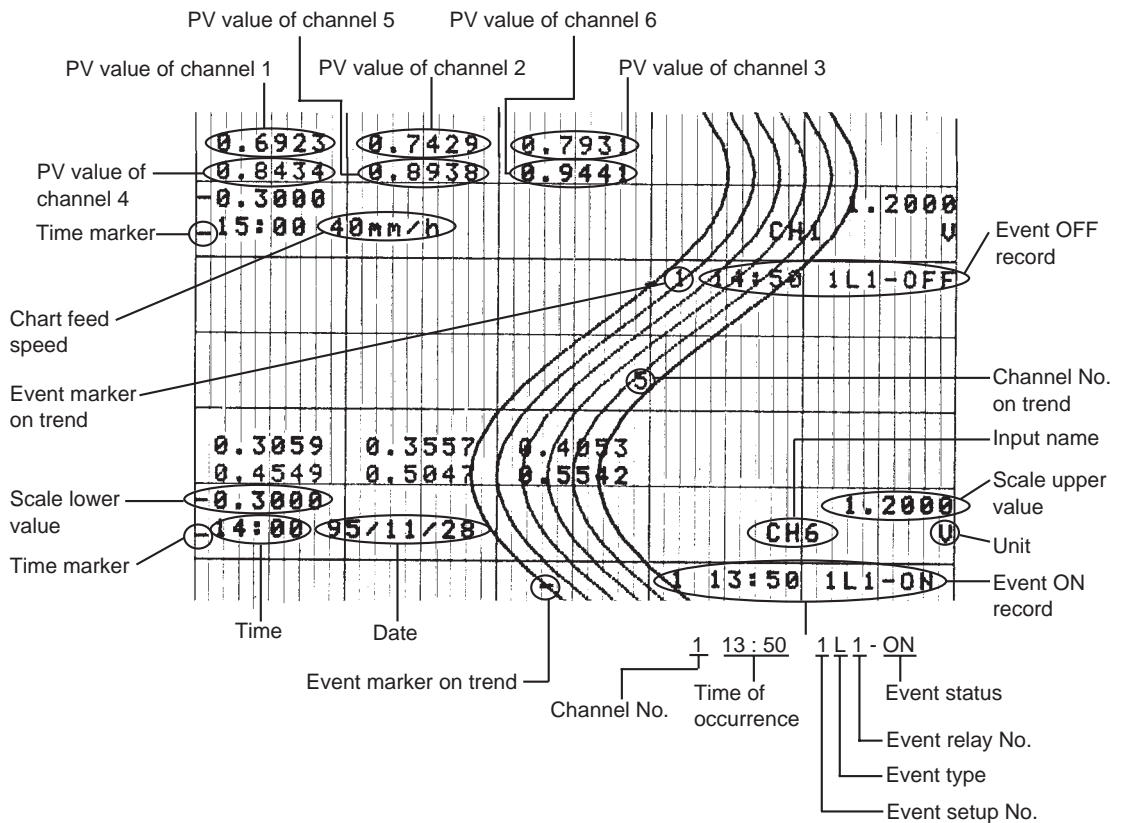 PV value of channel 5
PV value of channel 6
PV value of channel 1
PV value of channel 2
PV value of channel 3
0.6923 0.7429 0.7931
0.8434 0.8938 0.9441
PV value of
channel 4
-0.3000 1.2000
Time marker
-15:00 40mm/h CH1 V
Event OFF
record
1 14:50 1L1-OFF
Chart feed
speed
Event marker
on trend
5
Channel No.
on trend
0.3059 0.3557 0.4053
0.4549 0.5047 0.5542
Input name
Scale lower
value
-0.3000 1.2000
Scale upper
value
-14:00 95/11/28 CH6 V
Unit
Time marker
1 13:50 1L1-ON
Event ON
record
Time
Date
Event marker on trend
1 13:50 1L1-ON
Channel No.
Time of
occurrence
Event status
Event relay No.
Event type
Event setup No.